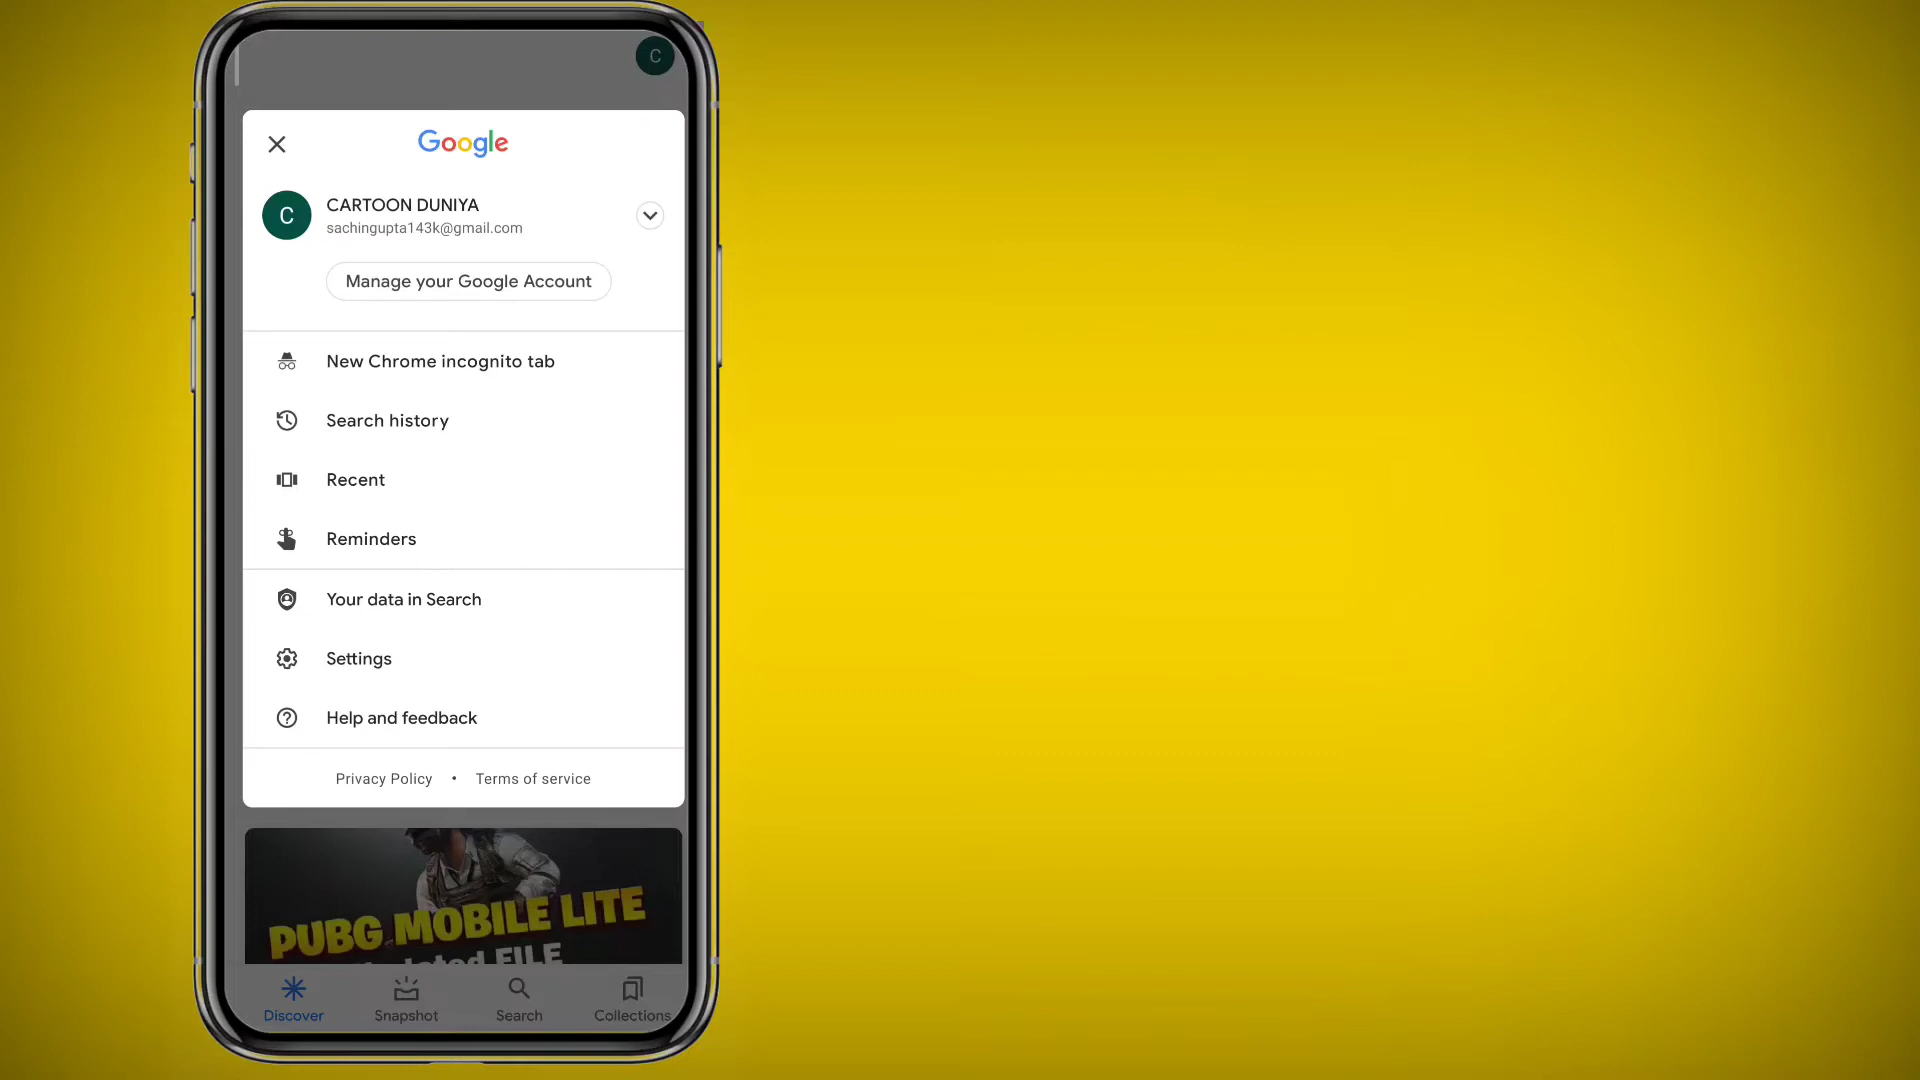 C
Google
C
CARTOON DUNIYA
sachingupta143k@gmail.com
Manage your Google Account
New Chrome incognito tab
Search history
Recent
Reminders
Your data in Search
Settings
Help and feedback
Privacy Policy • Terms of service
PUBG MOBILE LITE
FILE
Discover Snapshot Search Collections